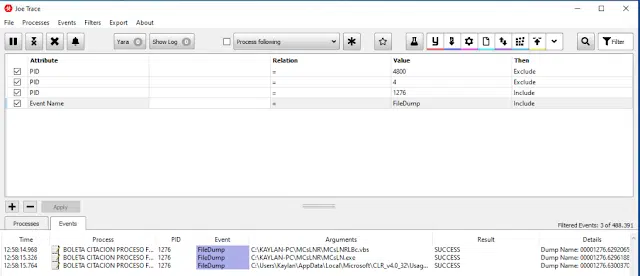 Joe Trace
File Processes Events Filters Export About
Yara 0 Show Log 0 Process following Filter
Attribute Relation Value Then
PID = 4800 Exclude
PID = 4 Exclude
PID = 1276 Include
Event Name = FileDump Include
Apply
Processes Events Filtered Events: 3 of 488.391
Time Process PID Event Arguments Result Details
12:58:14.968 BOLETA CITACION PROCESO F... 1276 FileDump C:\KAYLAN-PC\MCsLNR\MCsLNRLBc.vbs SUCCESS Dump Name: 00001276.6292065
12:58:15.326 BOLETA CITACION PROCESO F... 1276 FileDump C:\KAYLAN-PC\MCsLNR\MCsLN.exe SUCCESS Dump Name: 00001276.6296188
12:58:15.764 BOLETA CITACION PROCESO F... 1276 FileDump C:\Users\Kaylan\AppData\Local\Microsoft\CLR_v4.0_32\Usag... SUCCESS Dump Name: 00001276.6300370